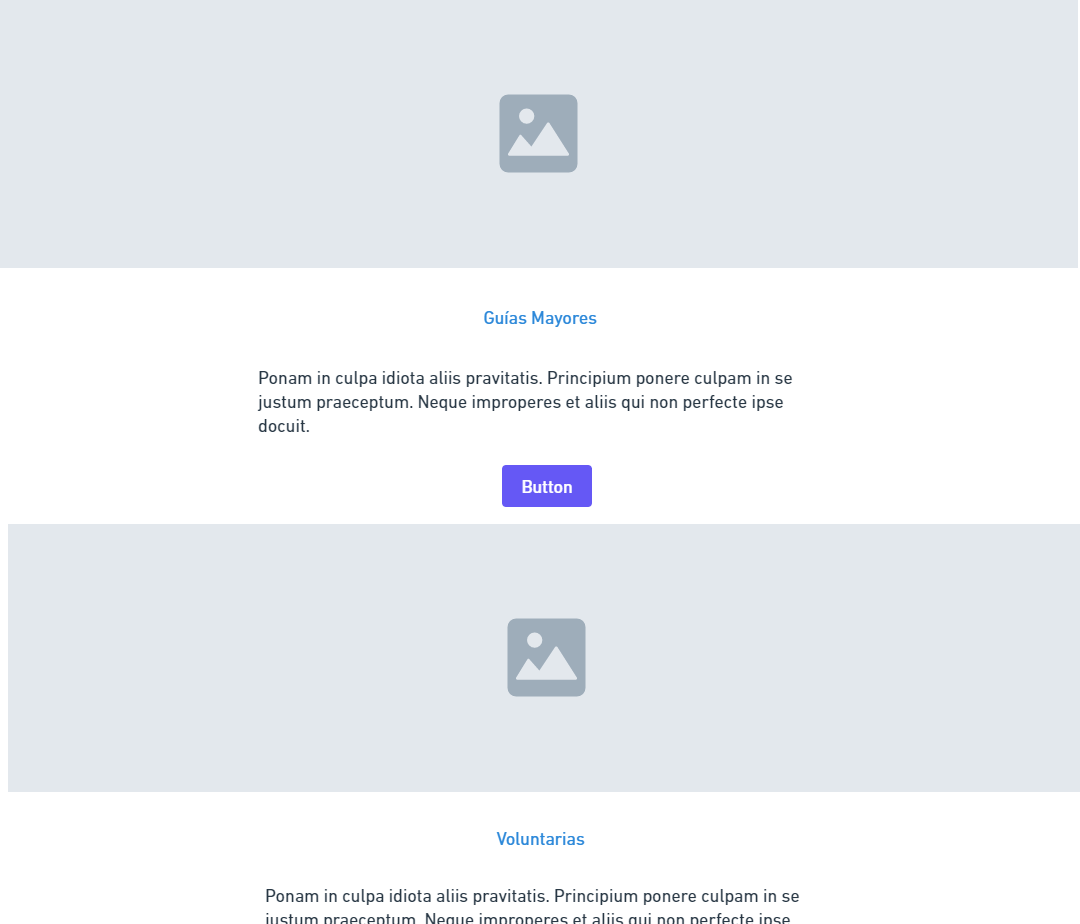 Guías Mayores
Ponam in culpa idiota aliis pravitatis. Principium ponere culpam in se
justum praeceptum. Neque improperes et aliis qui non perfecte ipse
docuit.
Button
Voluntarias
Ponam in culpa idiota aliis pravitatis. Principium ponere culpam in se
justum praeceptum. Neque improperes et aliis qui non perfecte ipse